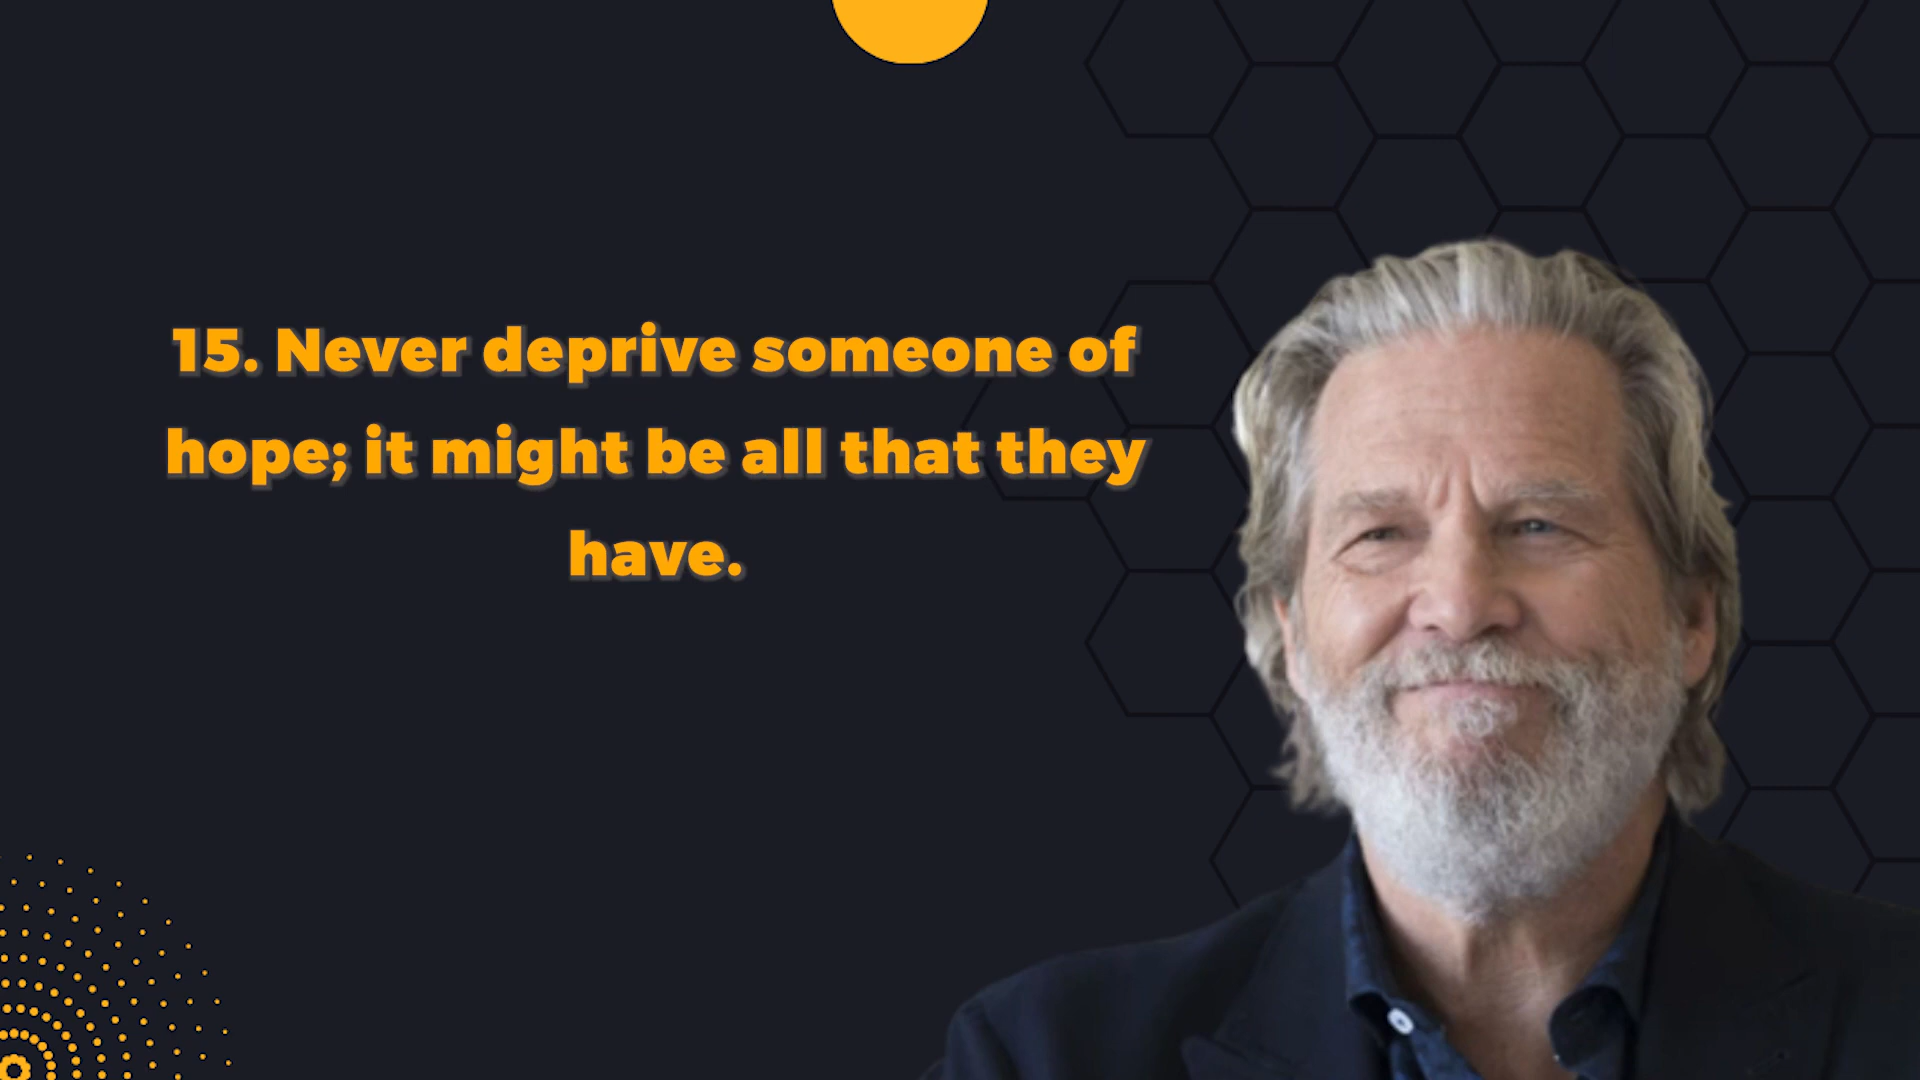 15. Never deprive someone of
hope; it might be all that they
have.